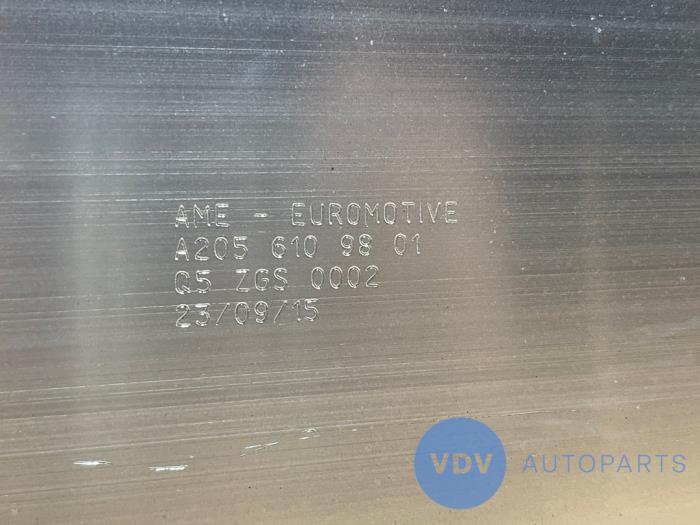 AME - EUROMOTIVE
A205 610 98 01
Q5 ZGS 0002
23/09/15
VDV AUTOPARTS